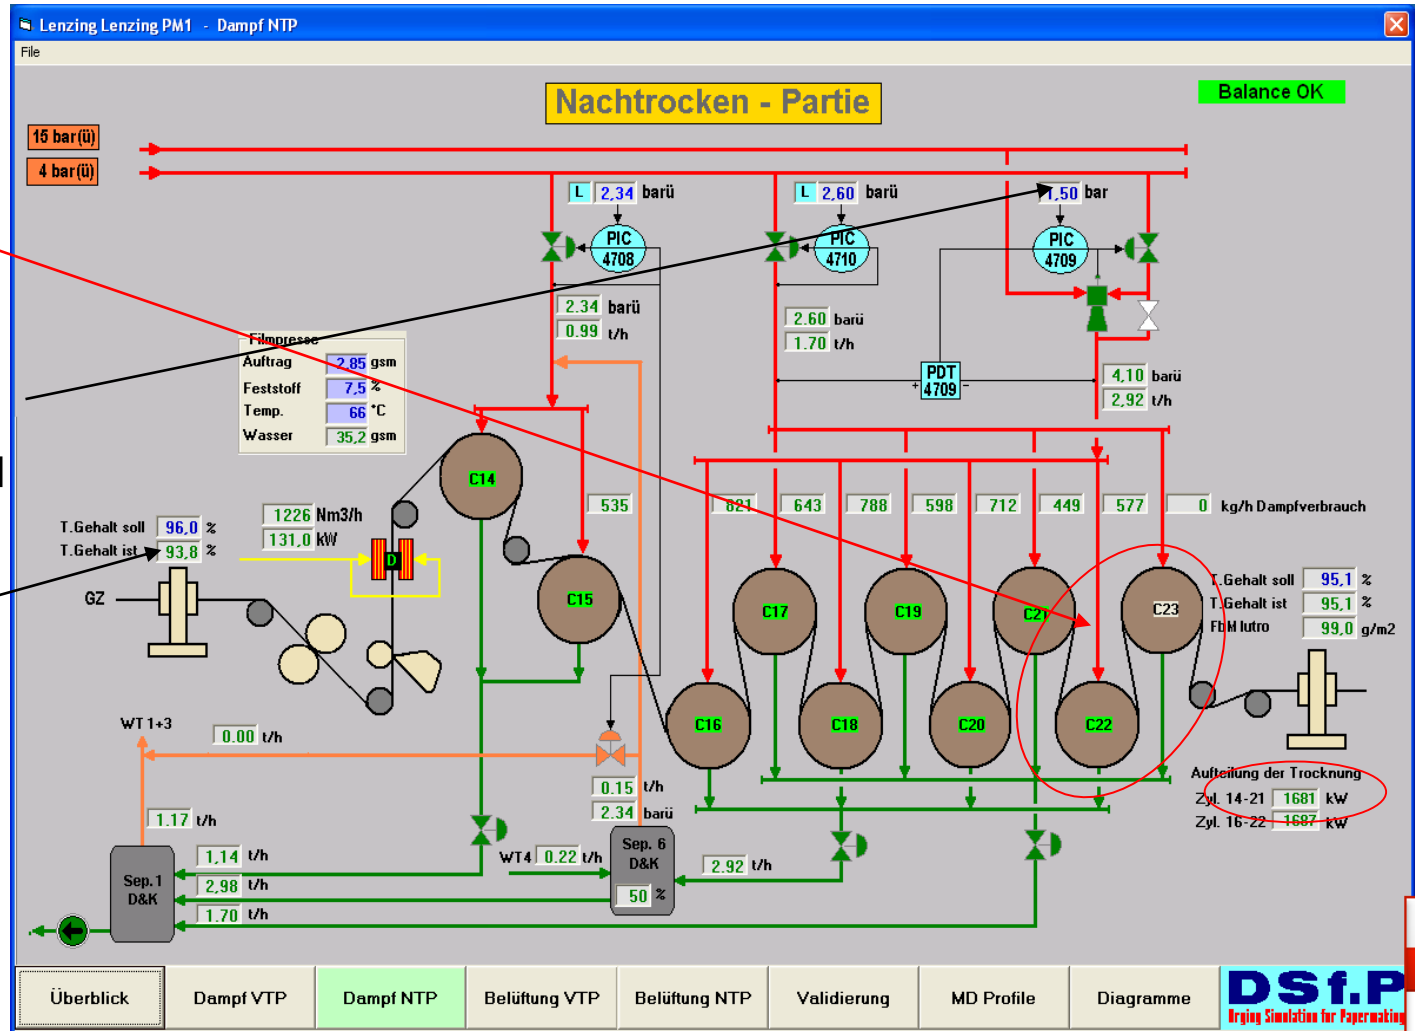 Lenzing Lenzing PM1 - Dampf NTP
File
Nachtrocken - Partie
Balance OK
15 bar(ü)
4 bar(ü)
L 2,34 barü
L 2,60 barü
1,50 bar
PIC 4708
PIC 4710
PIC 4709
2.34 barü
0.99 t/h
2.60 barü
1.70 t/h
PDT 4709
+ -
4,10 barü
2,92 t/h
Filmpresse
Auftrag 2,85 gsm
Feststoff 7,5 %
Temp. 66 °C
Wasser 35,2 gsm
C14
535 821 643 788 598 712 449 577 0 kg/h Dampfverbrauch
T.Gehalt soll 96,0 %
T.Gehalt ist 93,8 %
1226 Nm3/h
131,0 kW
D
GZ
C15
C17
C19
C21
C23
T.Gehalt soll 95,1 %
T.Gehalt ist 95,1 %
FbM lutro 99,0 g/m2
C16
C18
C20
C22
WT 1+3
0.00 t/h
0.15 t/h
2.34 barü
Aufteilung der Trocknung
Zyl. 14-21 1681 kW
Zyl. 16-22 1687 kW
1.17 t/h
Sep. 1 D&K
1,14 t/h
2,98 t/h
1.70 t/h
WT4 0.22 t/h
Sep. 6 D&K
50 %
2.92 t/h
Überblick
Dampf VTP
Dampf NTP
Belüftung VTP
Belüftung NTP
Validierung
MD Profile
Diagramme
DSf.P
Drying Simulation for Papermaking